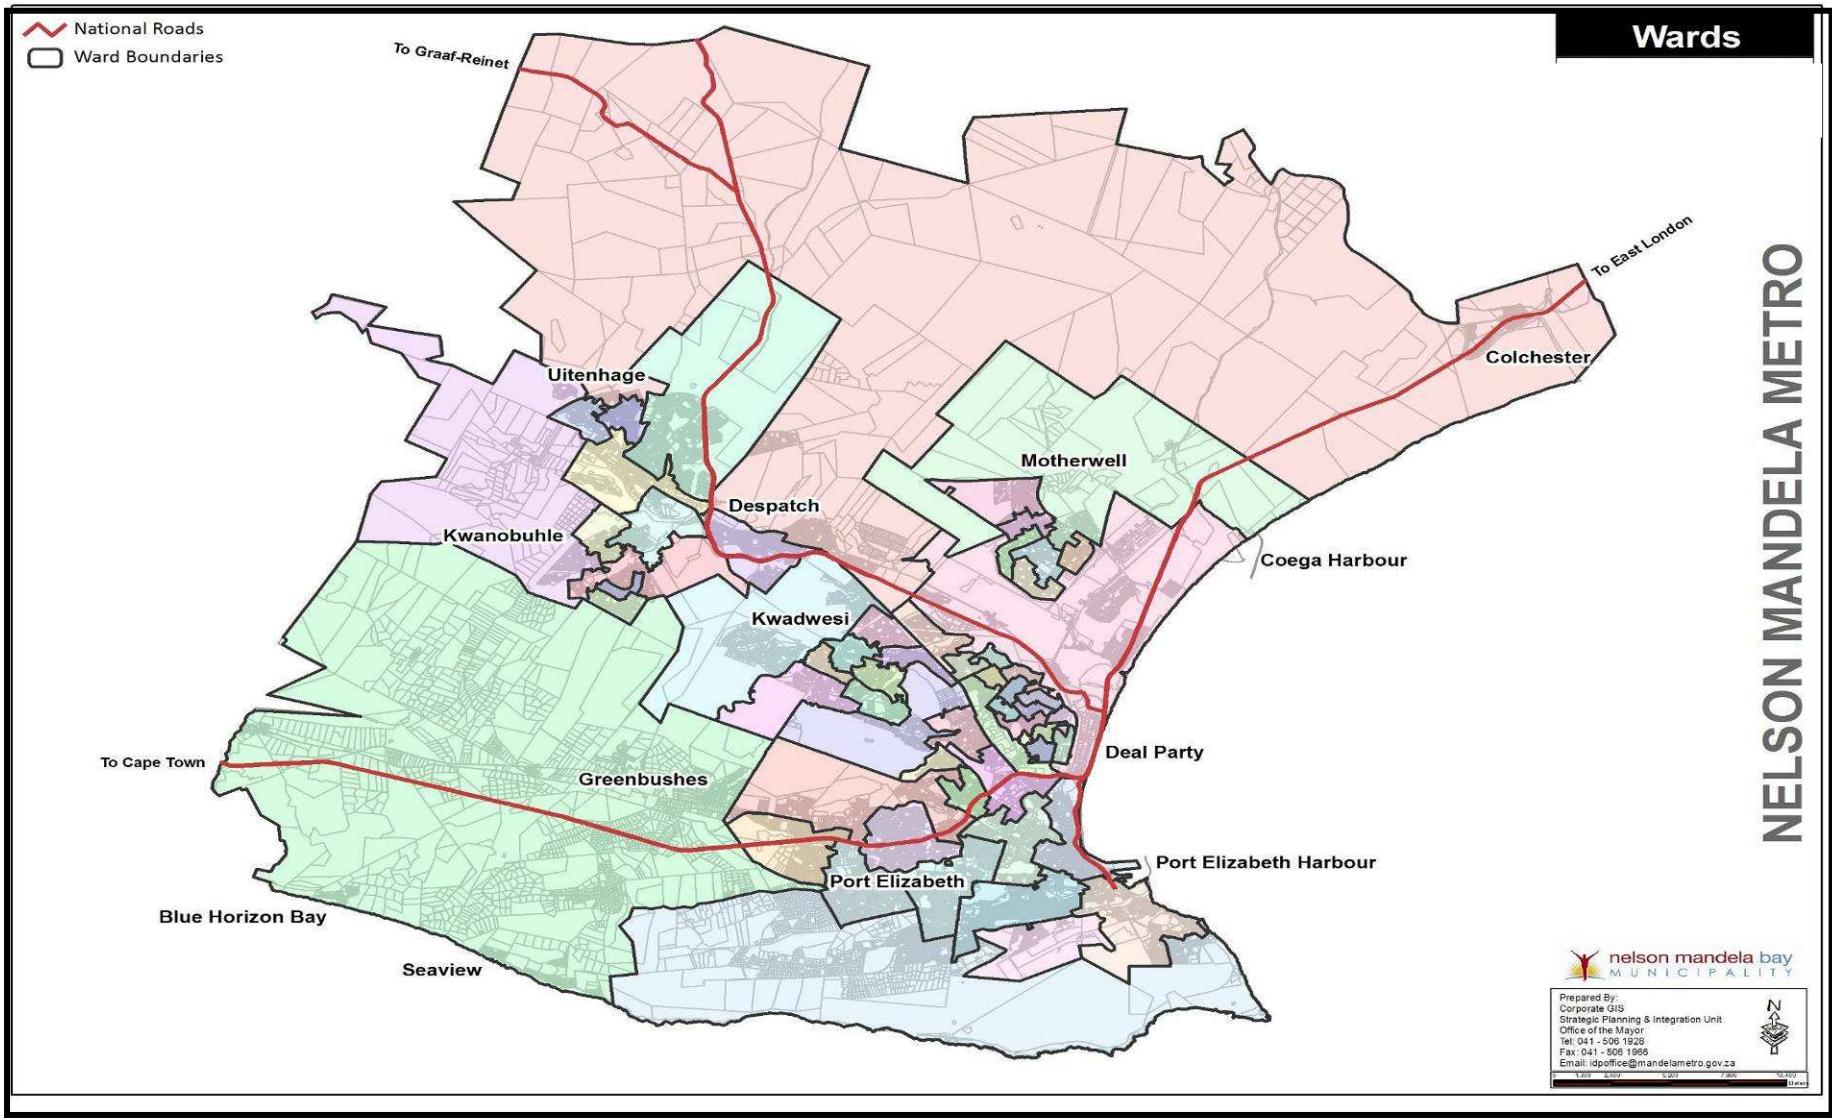 National Roads
Ward Boundaries
Wards
To Graaf-Reinet
To East London
NELSON MANDELA METRO
Colchester
Uitenhage
Motherwell
Despatch
Kwanobuhle
Coega Harbour
Kwadwesi
Deal Party
To Cape Town
Greenbushes
Port Elizabeth Harbour
Port Elizabeth
Blue Horizon Bay
Seaview
nelson mandela bay
MUNICIPALITY
Prepared By:
Corporate GIS
Strategic Planning & Integration Unit
Office of the Mayor
Tel: 041 - 506 1928
Fax: 041 - 506 1966
Email: idpoffice@mandelametro.gov.za
N